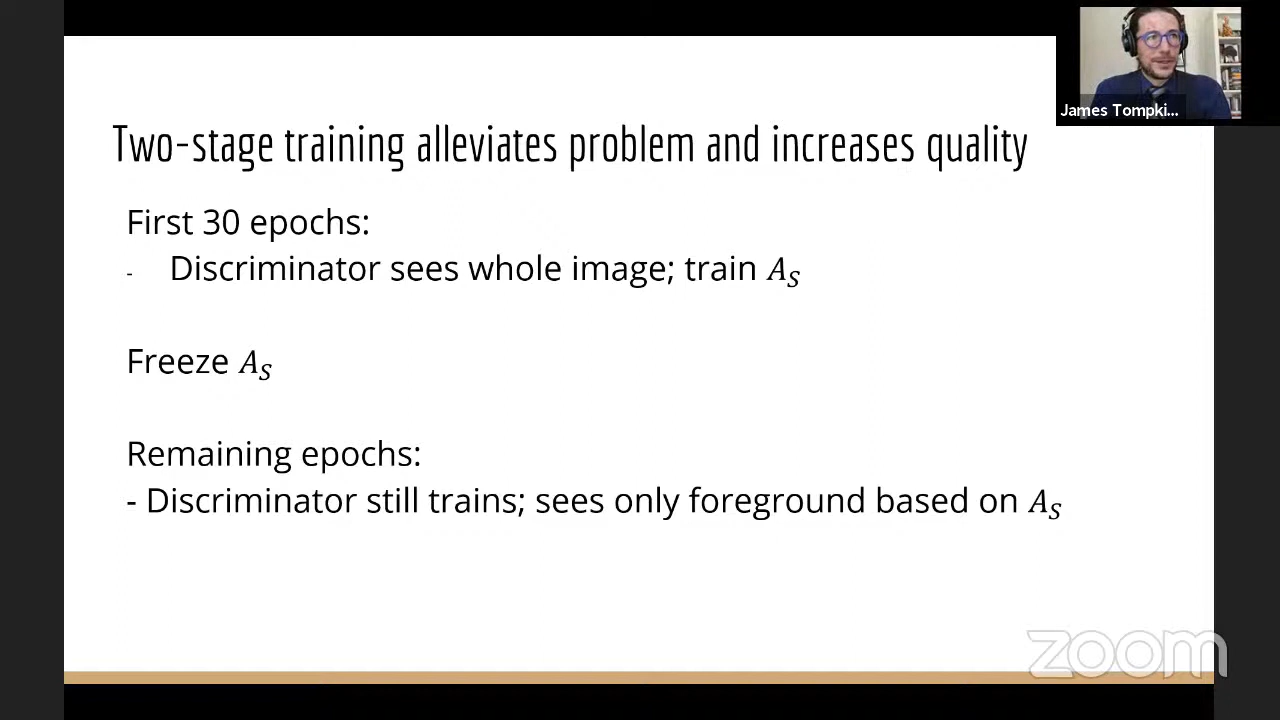 James Tompki...
Two-stage training alleviates problem and increases quality
First 30 epochs:
- Discriminator sees whole image; train A_S
Freeze A_S
Remaining epochs:
- Discriminator still trains; sees only foreground based on A_S
zoom